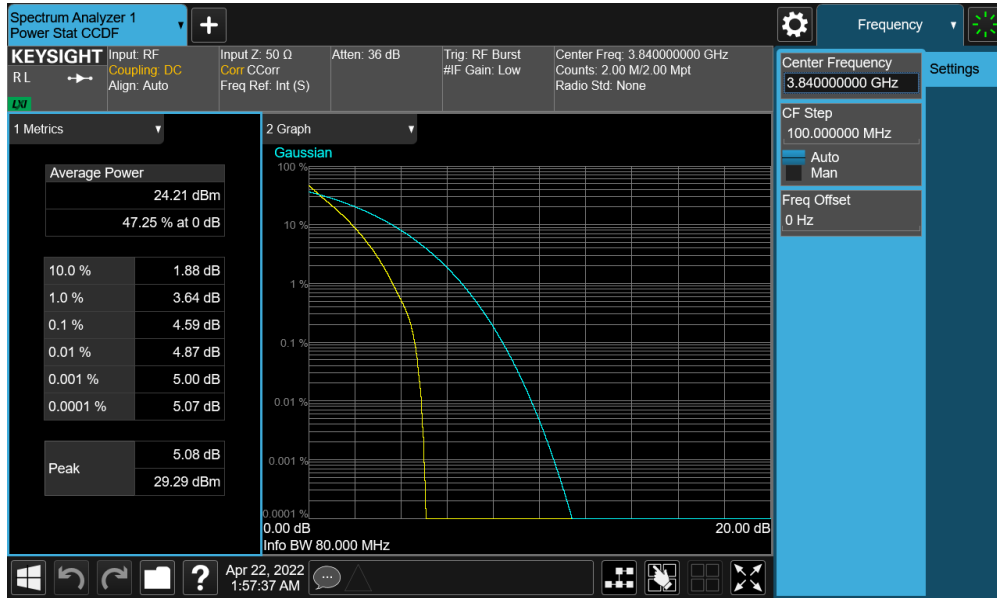 Spectrum Analyzer 1
Power Stat CCDF
+
Frequency
KEYSIGHT
RL
LXI
Input: RF
Coupling: DC
Align: Auto
Input Z: 50 Ω
Corr CCorr
Freq Ref: Int (S)
Atten: 36 dB
Trig: RF Burst
#IF Gain: Low
Center Freq: 3.840000000 GHz
Counts: 2.00 M/2.00 Mpt
Radio Std: None
Center Frequency
3.840000000 GHz
Settings
CF Step
100.000000 MHz
Auto
Man
Freq Offset
0 Hz
1 Metrics
Average Power
24.21 dBm
47.25 % at 0 dB
10.0 % 1.88 dB
1.0 % 3.64 dB
0.1 % 4.59 dB
0.01 % 4.87 dB
0.001 % 5.00 dB
0.0001 % 5.07 dB
Peak
5.08 dB
29.29 dBm
2 Graph
Gaussian
100 %
10 %
1 %
0.1 %
0.01 %
0.001 %
0.0001 %
0.00 dB 20.00 dB
Info BW 80.000 MHz
?
Apr 22, 2022
1:57:37 AM